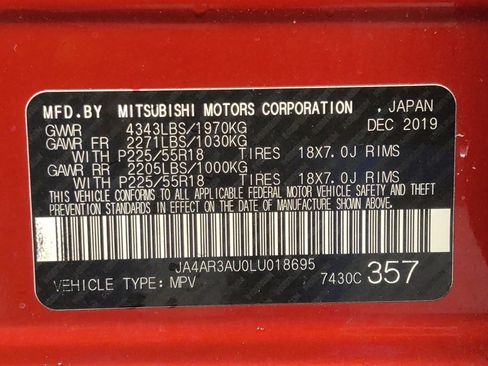 MFD.BY MITSUBISHI MOTORS CORPORATION . JAPAN
GVWR 4343LBS/1970KG DEC 2019
GAWR FR 2271LBS/1030KG
WITH P225/55R18 TIRES 18X7.0J RIMS
GAWR RR 2205LBS/1000KG
WITH P225/55R18 TIRES 18X7.0J RIMS
THIS VEHICLE CONFORMS TO ALL APPLICABLE FEDERAL MOTOR VEHICLE SAFETY AND THEFT
PREVENTION STANDARDS IN EFFECT ON THE DATE OF MANUFACTURE SHOWN ABOVE.
JA4AR3AU0LU018695
VEHICLE TYPE: MPV 7430C 357